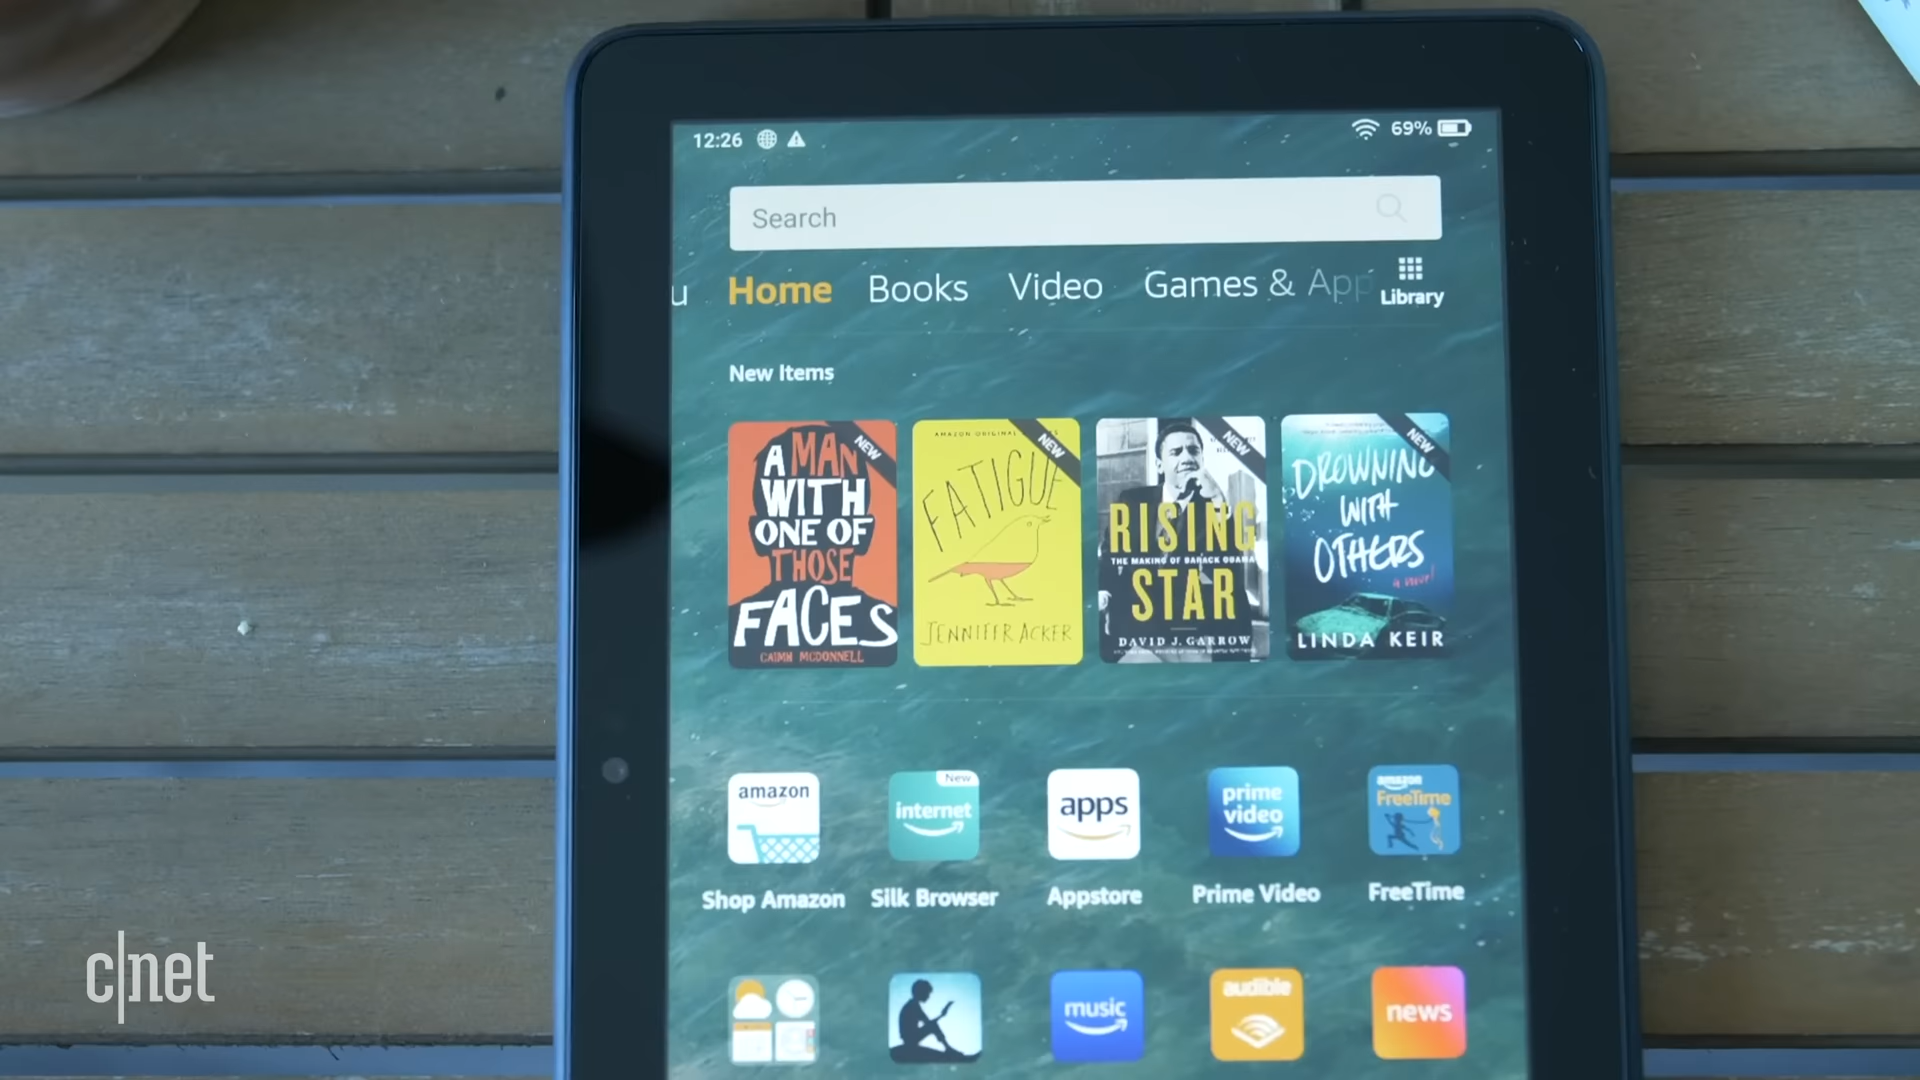 12:26
69%
Search
u Home Books Video Games & App
Library
New Items
NEW
A MAN
WITH
ONE OF
THOSE
FACES
CAIMH MCDONNELL
AMAZON ORIGINAL
NEW
FATIGUE
JENNIFER ACKER
NEW
RISING
THE MAKING OF BARACK OBAMA
STAR
DAVID J. GARROW
NEW
DROWNING
WITH
OTHERS
a novel
LINDA KEIR
amazon
Shop Amazon
New
internet
Silk Browser
apps
Appstore
prime
video
Prime Video
amazon
FreeTime
FreeTime
music
audible
news
c|net